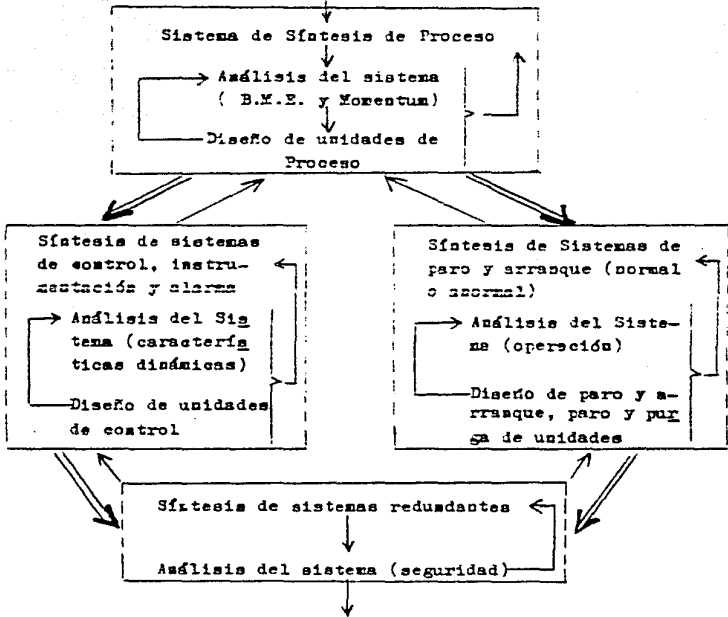 Sistema de Síntesis de Proceso
Análisis del sistema
( B.M.E. y Momentum)
Diseño de unidades de
Proceso
Síntesis de sistemas
de control, instru-
mentación y alarma
Análisis del Sis
tema (caracterís
ticas dinámicas)
Diseño de unidades
de control
Síntesis de Sistemas de
paro y arranque (normal
o anormal)
Análisis del Siste-
ma (operación)
Diseño de paro y a-
rranque, paro y pur
ga de unidades
Síntesis de sistemas redundantes
Análisis del sistema (seguridad)